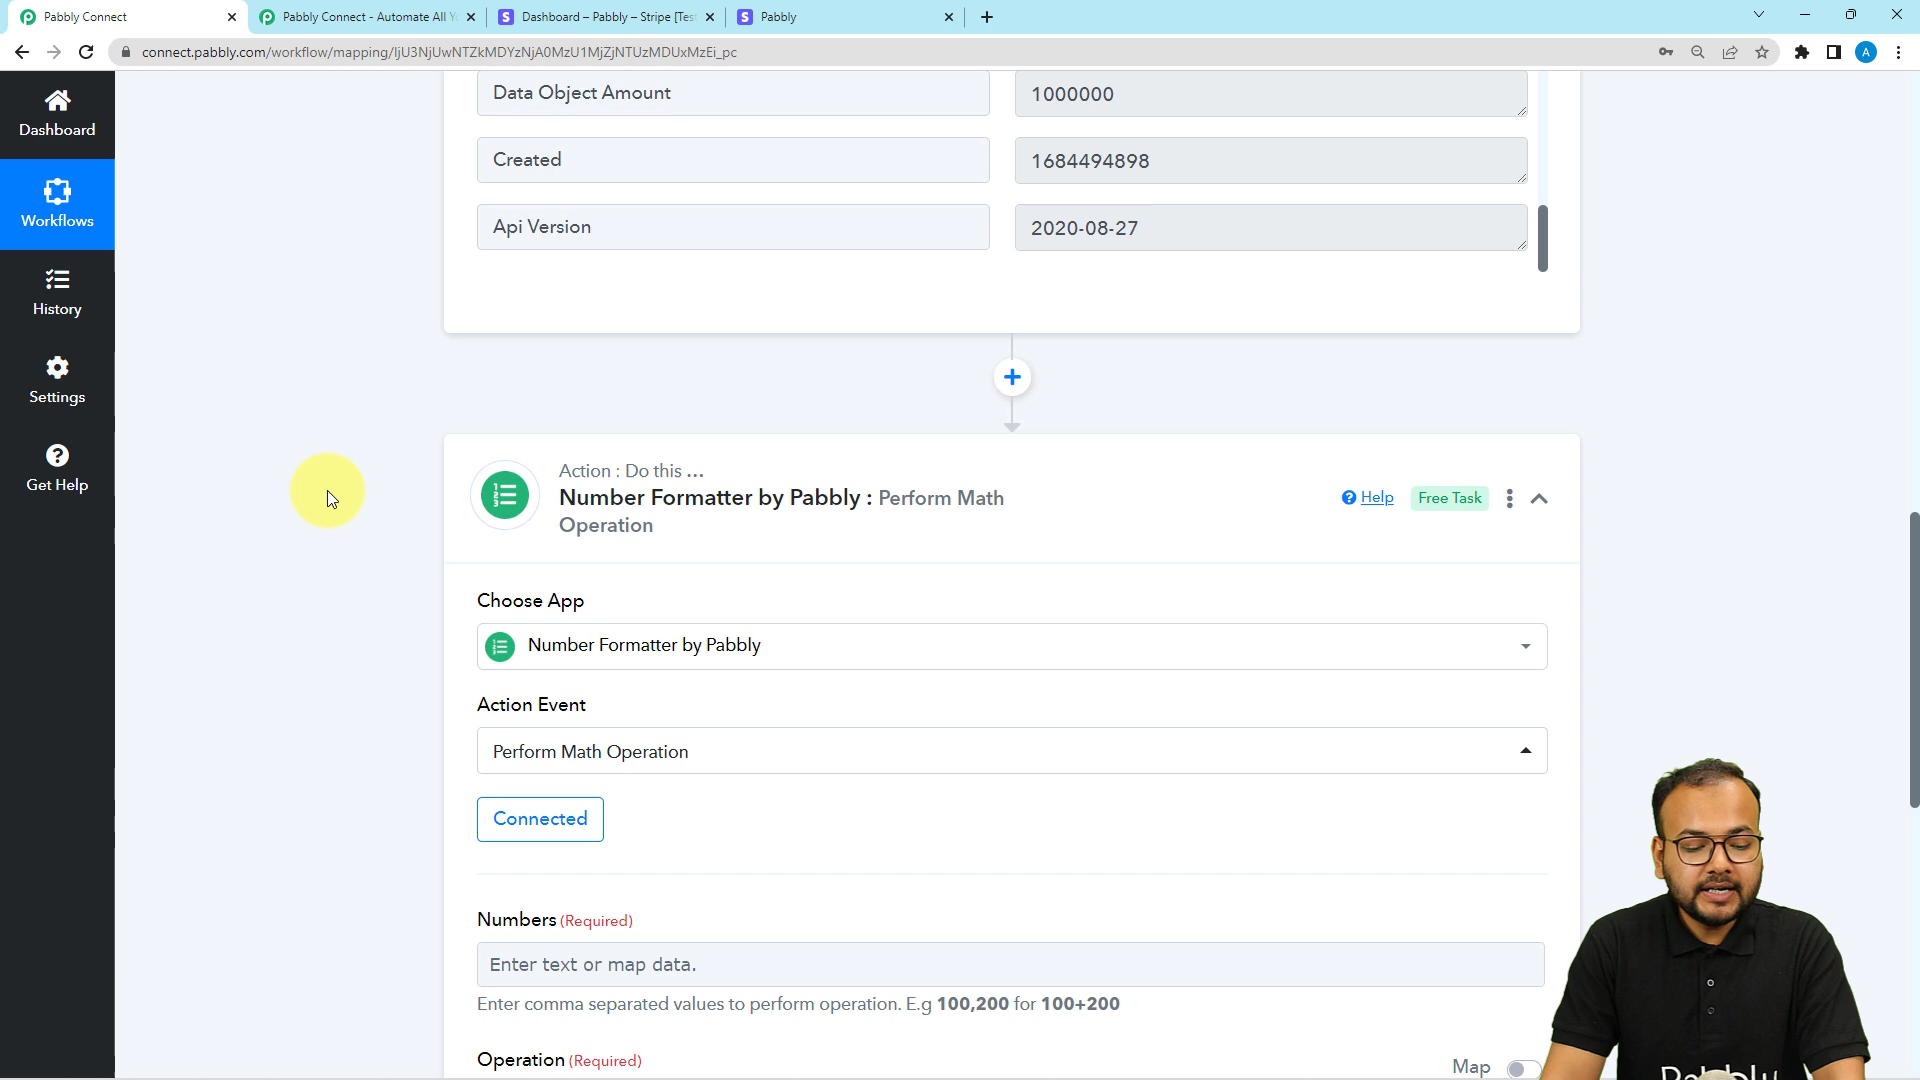 Pabbly Connect
Pabbly Connect - Automate All Y
Dashboard – Pabbly – Stripe [Test
Pabbly
connect.pabbly.com/workflow/mapping/IjU3NjUwNTZkMDYzNjA0MzU1MjZjNTUzMDUxMzEi_pc
A
Dashboard
Workflows
History
Settings
Get Help
Data Object Amount
1000000
Created
1684494898
Api Version
2020-08-27
Action : Do this ...
Number Formatter by Pabbly : Perform Math
Operation
Help
Free Task
Choose App
Number Formatter by Pabbly
Action Event
Perform Math Operation
Connected
Numbers (Required)
Enter text or map data.
Enter comma separated values to perform operation. E.g 100,200 for 100+200
Operation (Required)
Map
Pabbly